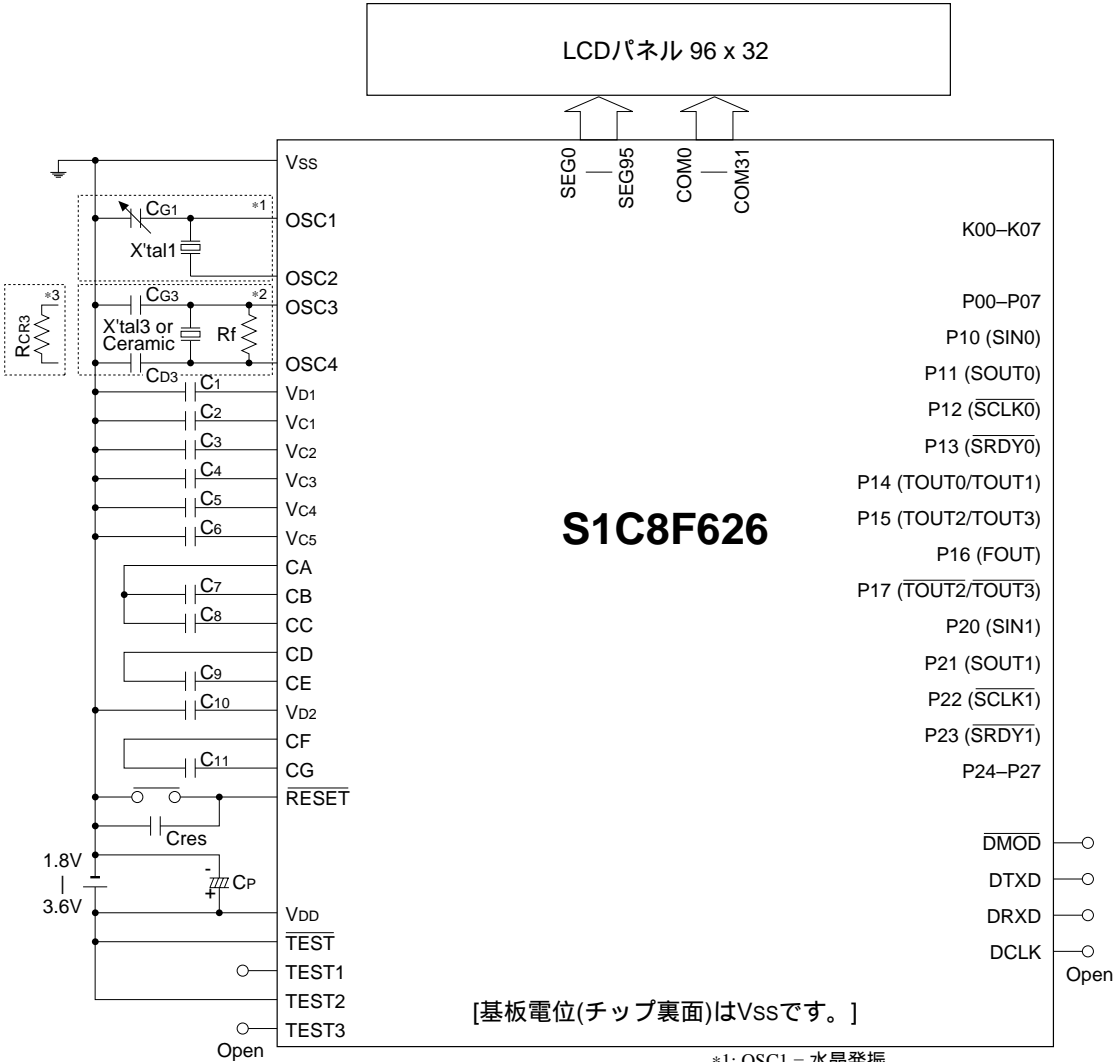 LCDパネル 96 x 32
SEG0
SEG95
COM0
COM31
VSS
CG1
*1
OSC1
X'tal1
OSC2
*3
RCR3
CG3
*2
OSC3
X'tal3 or
Ceramic
Rf
OSC4
CD3
C1
VD1
C2
VC1
C3
VC2
C4
VC3
C5
VC4
C6
VC5
CA
C7
CB
C8
CC
CD
C9
CE
C10
VD2
CF
C11
CG
RESET
Cres
1.8V
|
3.6V
-
+
CP
VDD
TEST
TEST1
TEST2
TEST3
Open
S1C8F626
K00–K07
P00–P07
P10 (SIN0)
P11 (SOUT0)
P12 (SCLK0)
P13 (SRDY0)
P14 (TOUT0/TOUT1)
P15 (TOUT2/TOUT3)
P16 (FOUT)
P17 (TOUT2/TOUT3)
P20 (SIN1)
P21 (SOUT1)
P22 (SCLK1)
P23 (SRDY1)
P24–P27
DMOD
DTXD
DRXD
DCLK
Open
[基板電位(チップ裏面)はVSSです。]
*1: OSC1 = 水晶発振